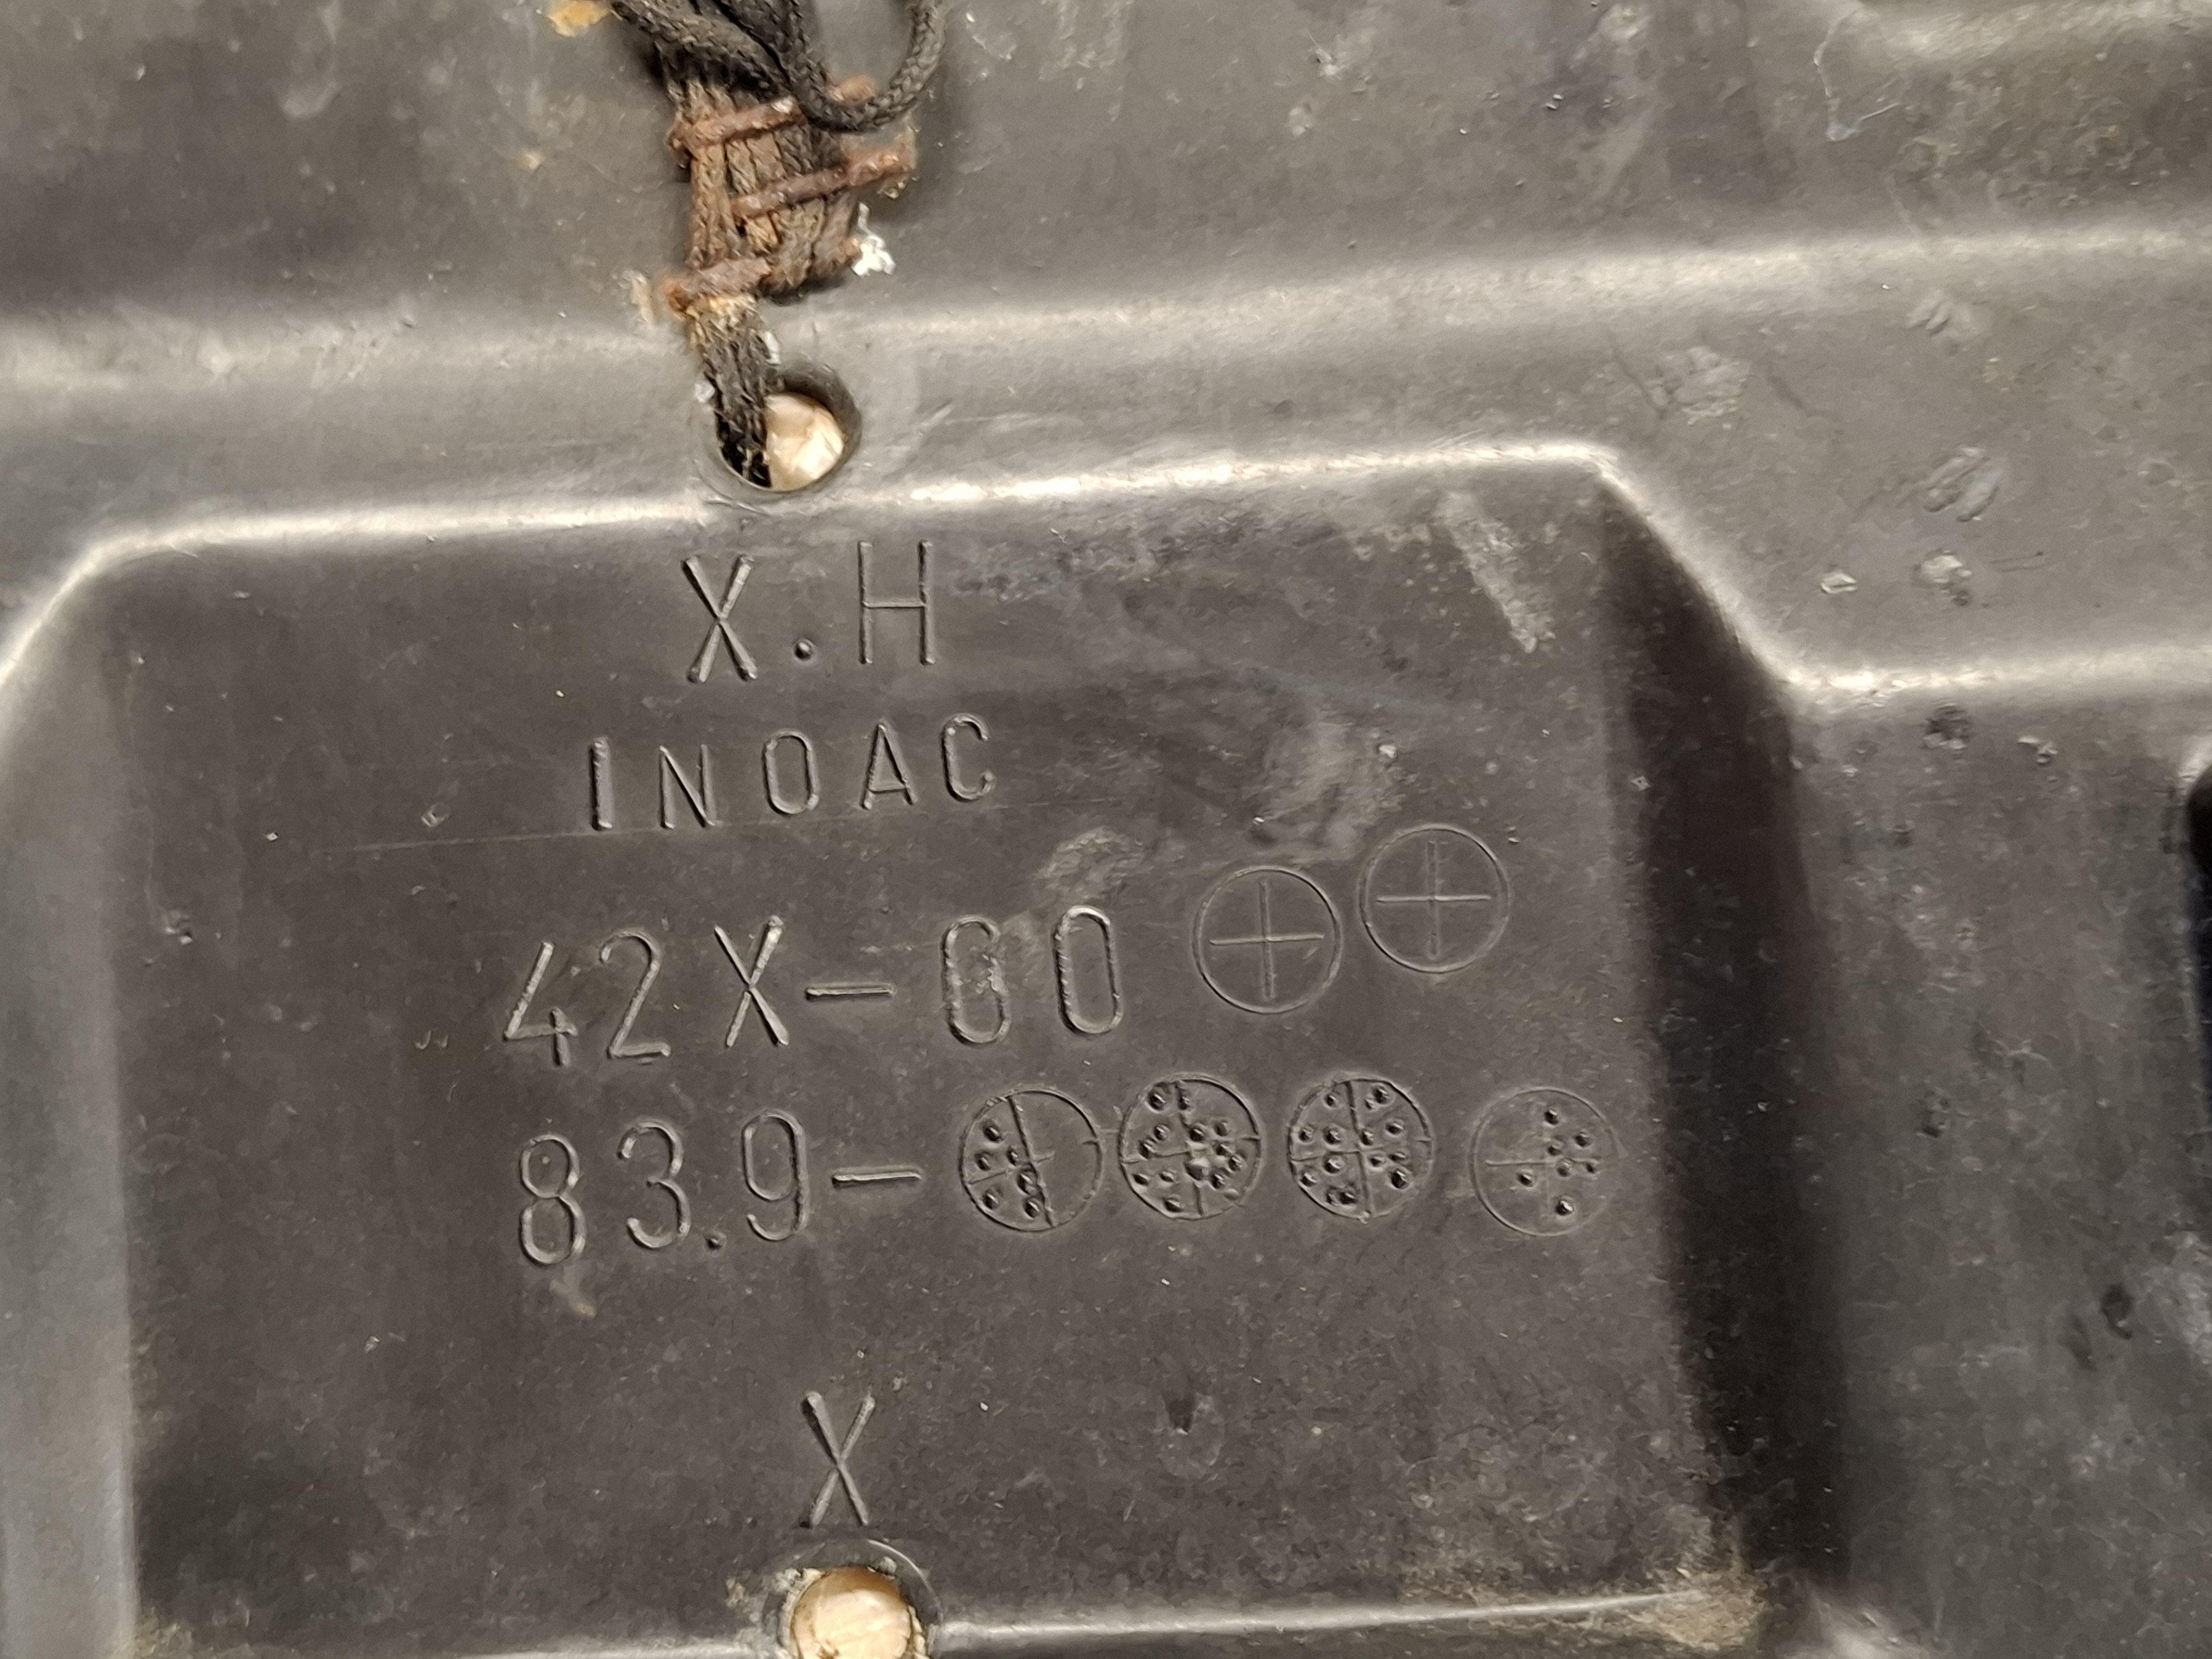 X.H
INOAC
42X-00
83.9-
X